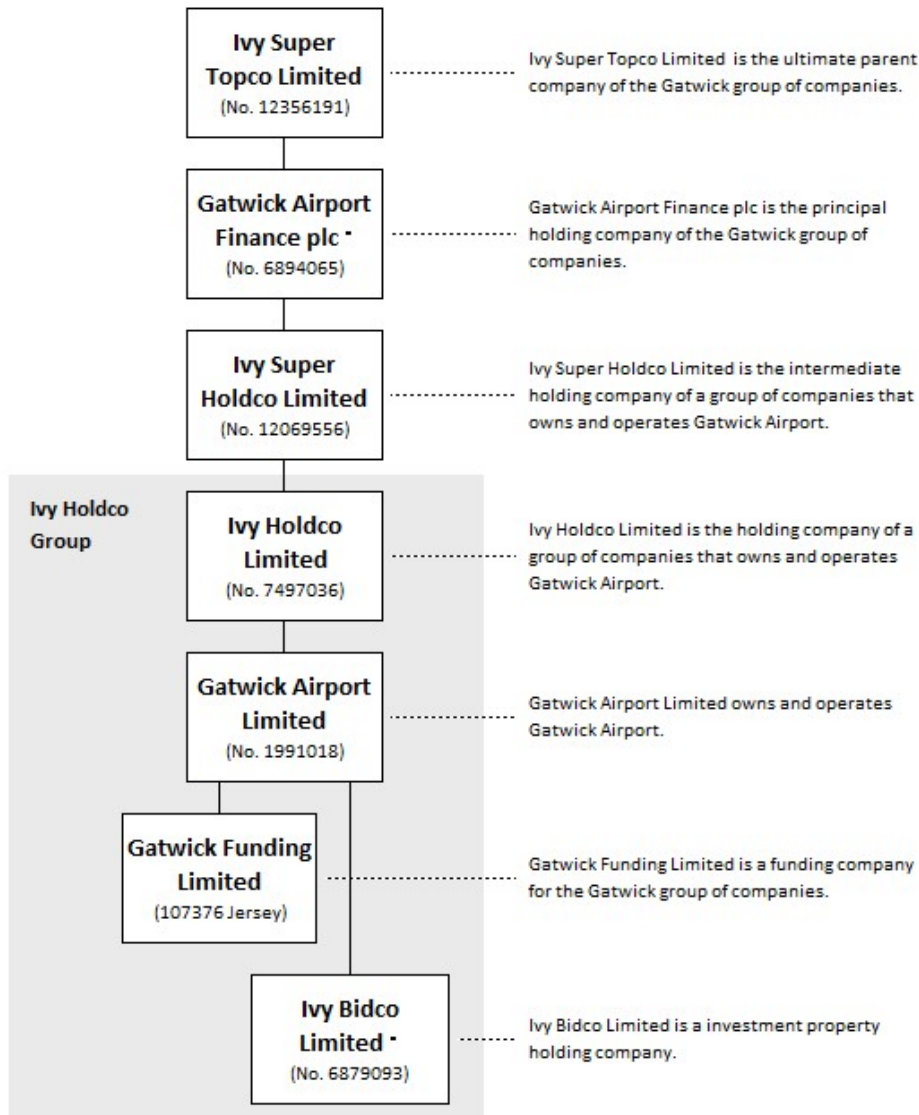 Ivy Super
Topco Limited
(No. 12356191)
Ivy Super Topco Limited is the ultimate parent
company of the Gatwick group of companies.
Gatwick Airport
Finance plc ▪
(No. 6894065)
Gatwick Airport Finance plc is the principal
holding company of the Gatwick group of
companies.
Ivy Super
Holdco Limited
(No. 12069556)
Ivy Super Holdco Limited is the intermediate
holding company of a group of companies that
owns and operates Gatwick Airport.
Ivy Holdco
Group
Ivy Holdco
Limited
(No. 7497036)
Ivy Holdco Limited is the holding company of a
group of companies that owns and operates
Gatwick Airport.
Gatwick Airport
Limited
(No. 1991018)
Gatwick Airport Limited owns and operates
Gatwick Airport.
Gatwick Funding
Limited
(107376 Jersey)
Gatwick Funding Limited is a funding company
for the Gatwick group of companies.
Ivy Bidco
Limited ▪
(No. 6879093)
Ivy Bidco Limited is a investment property
holding company.